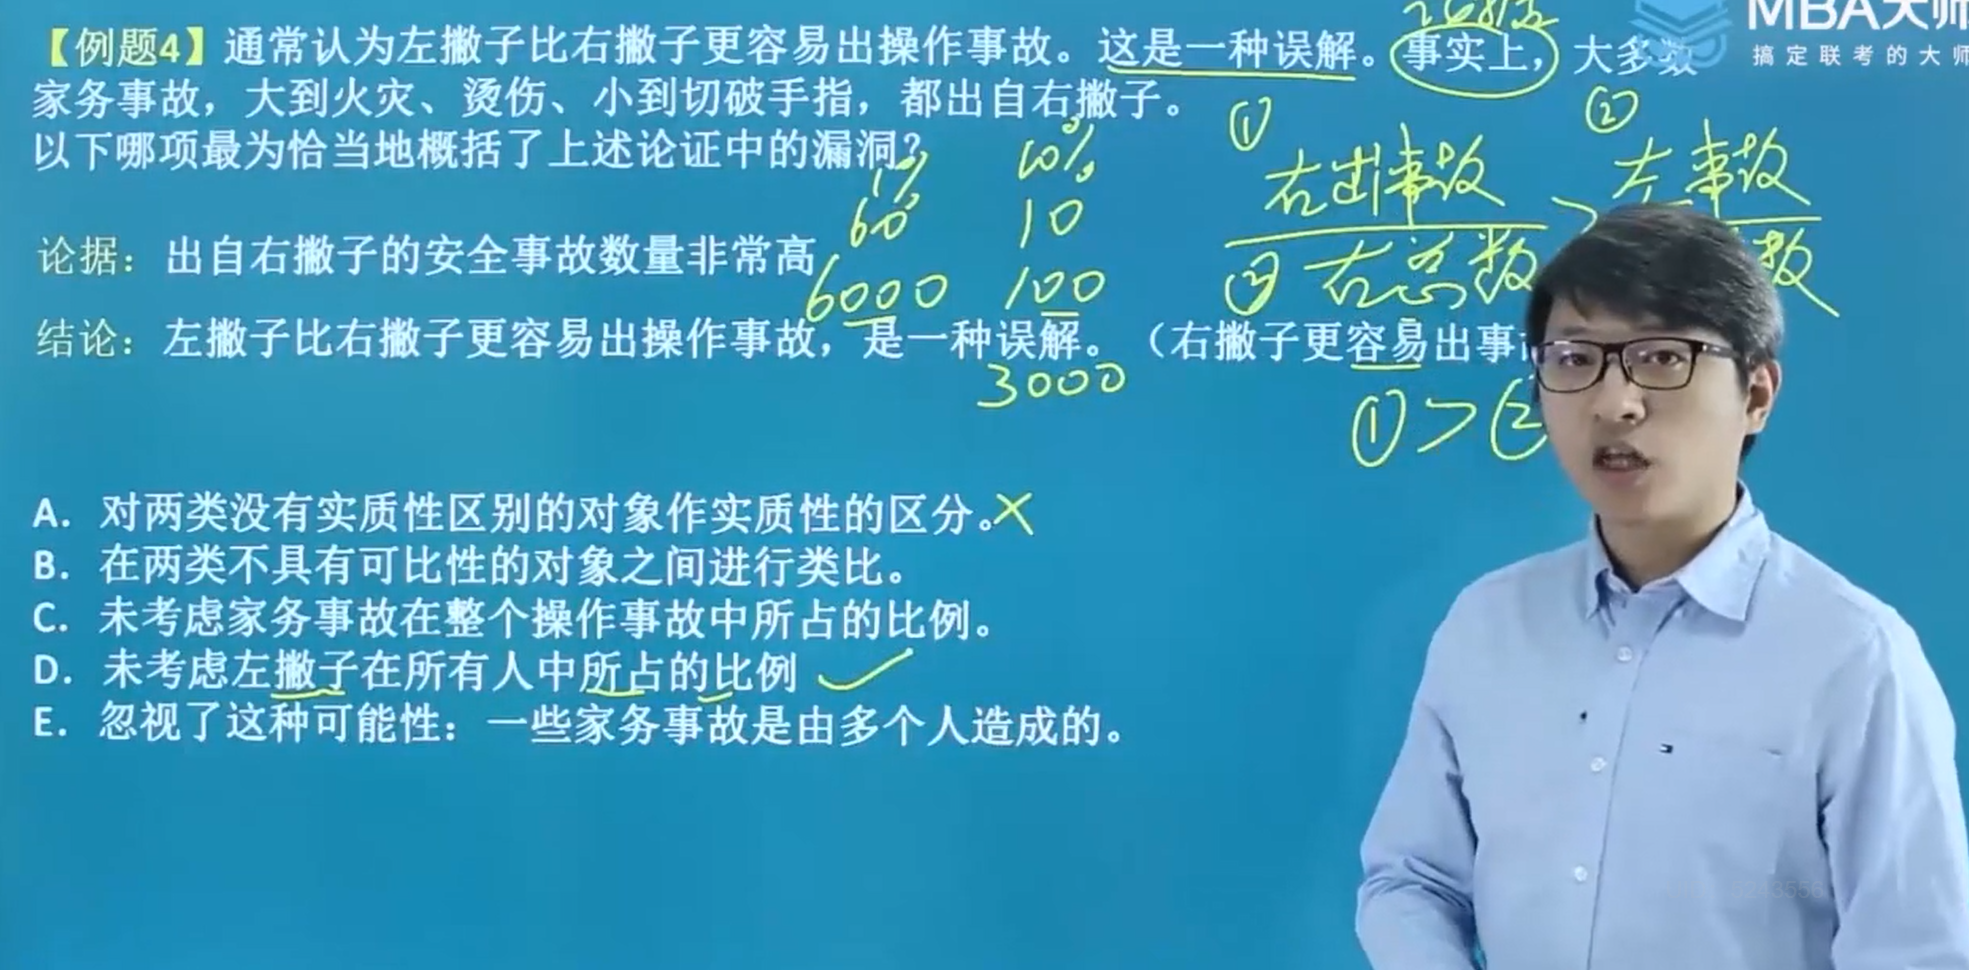 MBA大师
搞定联考的大师
【例题4】通常认为左撇子比右撇子更容易出操作事故。这是一种误解。事实上，大多数
家务事故，大到火灾、烫伤、小到切破手指，都出自右撇子。
① ②
以下哪项最为恰当地概括了上述论证中的漏洞？
1% 10%
右出事故 > 左事故
60 10
论据：出自右撇子的安全事故数量非常高
6000 100
右总数 数
结论：左撇子比右撇子更容易出操作事故，是一种误解。（右撇子更容易出事
3000
①>②
A. 对两类没有实质性区别的对象作实质性的区分。×
B. 在两类不具有可比性的对象之间进行类比。
C. 未考虑家务事故在整个操作事故中所占的比例。
D. 未考虑左撇子在所有人中所占的比例 ✓
E. 忽视了这种可能性：一些家务事故是由多个人造成的。